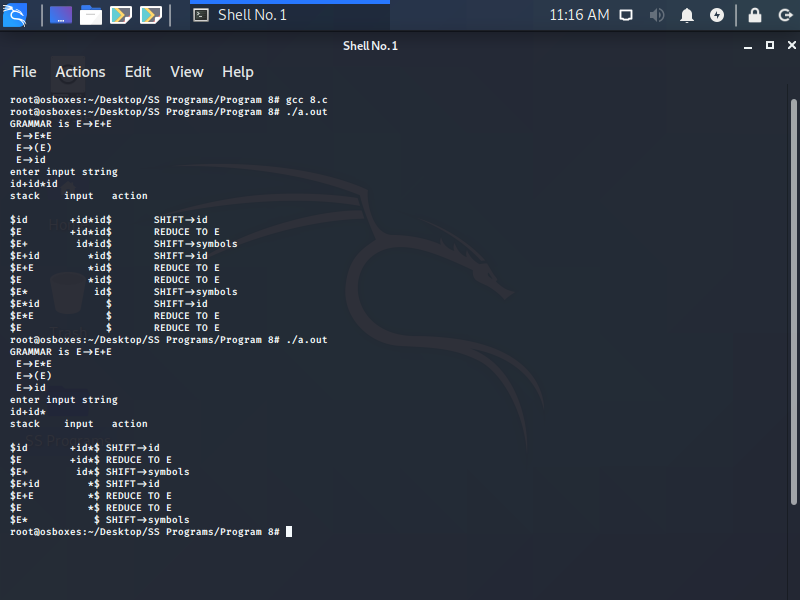 Shell No. 1 11:16 AM
Shell No. 1
File Actions Edit View Help
root@osboxes:~/Desktop/SS Programs/Program 8# gcc 8.c
root@osboxes:~/Desktop/SS Programs/Program 8# ./a.out
GRAMMAR is E→E+E
E→E*E
E→(E)
E→id
enter input string
id+id*id
stack input action
$id +id*id$ SHIFT→id
$E +id*id$ REDUCE TO E
$E+ id*id$ SHIFT→symbols
$E+id *id$ SHIFT→id
$E+E *id$ REDUCE TO E
$E *id$ REDUCE TO E
$E* id$ SHIFT→symbols
$E*id $ SHIFT→id
$E*E $ REDUCE TO E
$E $ REDUCE TO E
root@osboxes:~/Desktop/SS Programs/Program 8# ./a.out
GRAMMAR is E→E+E
E→E*E
E→(E)
E→id
enter input string
id+id*
stack input action
$id +id*$ SHIFT→id
$E +id*$ REDUCE TO E
$E+ id*$ SHIFT→symbols
$E+id *$ SHIFT→id
$E+E *$ REDUCE TO E
$E *$ REDUCE TO E
$E* $ SHIFT→symbols
root@osboxes:~/Desktop/SS Programs/Program 8#